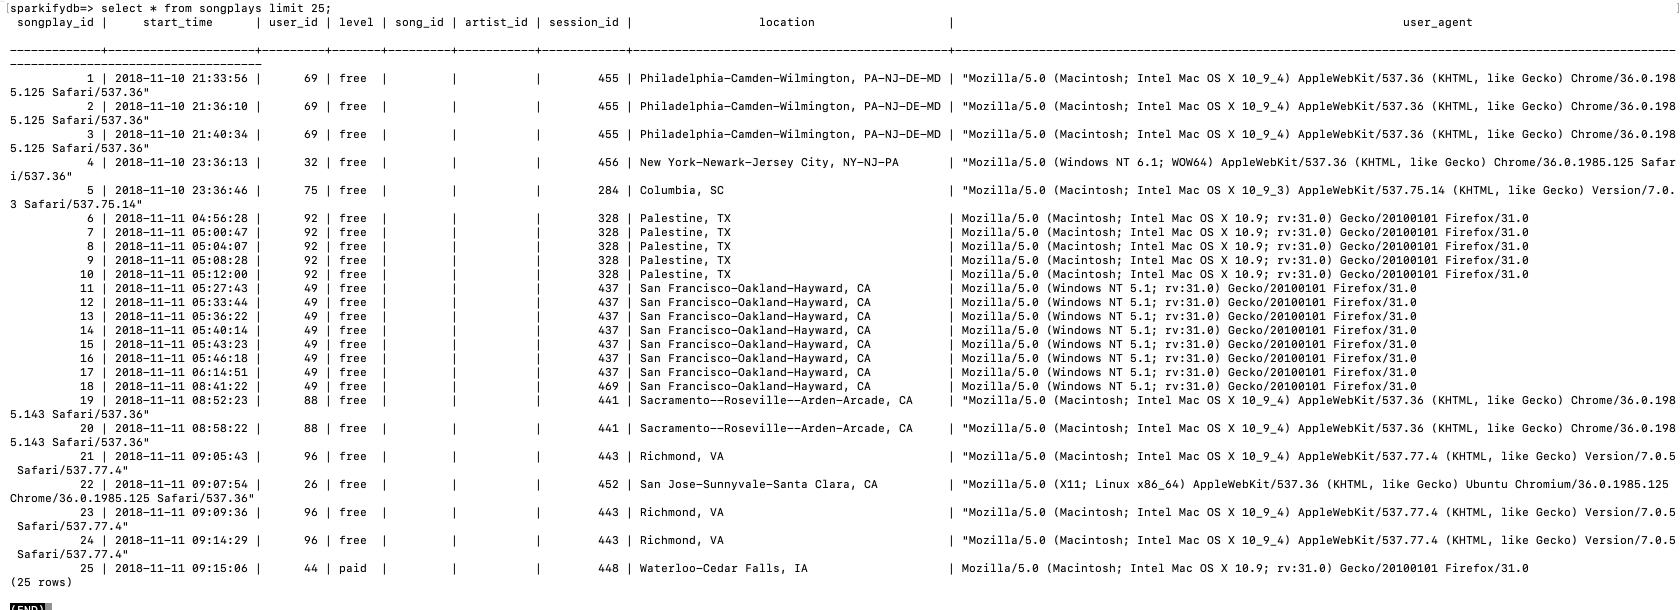 [sparkifydb=> select * from songplays limit 25;
songplay_id | start_time | user_id | level | song_id | artist_id | session_id | location | user_agent
1 | 2018-11-10 21:33:56 | 69 | free | | | 455 | Philadelphia-Camden-Wilmington, PA-NJ-DE-MD | "Mozilla/5.0 (Macintosh; Intel Mac OS X 10_9_4) AppleWebKit/537.36 (KHTML, like Gecko) Chrome/36.0.198
5.125 Safari/537.36"
2 | 2018-11-10 21:36:10 | 69 | free | | | 455 | Philadelphia-Camden-Wilmington, PA-NJ-DE-MD | "Mozilla/5.0 (Macintosh; Intel Mac OS X 10_9_4) AppleWebKit/537.36 (KHTML, like Gecko) Chrome/36.0.198
5.125 Safari/537.36"
3 | 2018-11-10 21:40:34 | 69 | free | | | 455 | Philadelphia-Camden-Wilmington, PA-NJ-DE-MD | "Mozilla/5.0 (Macintosh; Intel Mac OS X 10_9_4) AppleWebKit/537.36 (KHTML, like Gecko) Chrome/36.0.198
5.125 Safari/537.36"
4 | 2018-11-10 23:36:13 | 32 | free | | | 456 | New York-Newark-Jersey City, NY-NJ-PA | "Mozilla/5.0 (Windows NT 6.1; WOW64) AppleWebKit/537.36 (KHTML, like Gecko) Chrome/36.0.1985.125 Safar
i/537.36"
5 | 2018-11-10 23:36:46 | 75 | free | | | 284 | Columbia, SC | "Mozilla/5.0 (Macintosh; Intel Mac OS X 10_9_3) AppleWebKit/537.75.14 (KHTML, like Gecko) Version/7.0.
3 Safari/537.75.14"
6 | 2018-11-11 04:56:28 | 92 | free | | | 328 | Palestine, TX | Mozilla/5.0 (Macintosh; Intel Mac OS X 10.9; rv:31.0) Gecko/20100101 Firefox/31.0
7 | 2018-11-11 05:00:47 | 92 | free | | | 328 | Palestine, TX | Mozilla/5.0 (Macintosh; Intel Mac OS X 10.9; rv:31.0) Gecko/20100101 Firefox/31.0
8 | 2018-11-11 05:04:07 | 92 | free | | | 328 | Palestine, TX | Mozilla/5.0 (Macintosh; Intel Mac OS X 10.9; rv:31.0) Gecko/20100101 Firefox/31.0
9 | 2018-11-11 05:08:28 | 92 | free | | | 328 | Palestine, TX | Mozilla/5.0 (Macintosh; Intel Mac OS X 10.9; rv:31.0) Gecko/20100101 Firefox/31.0
10 | 2018-11-11 05:12:00 | 92 | free | | | 328 | Palestine, TX | Mozilla/5.0 (Macintosh; Intel Mac OS X 10.9; rv:31.0) Gecko/20100101 Firefox/31.0
11 | 2018-11-11 05:27:43 | 49 | free | | | 437 | San Francisco-Oakland-Hayward, CA | Mozilla/5.0 (Windows NT 5.1; rv:31.0) Gecko/20100101 Firefox/31.0
12 | 2018-11-11 05:33:44 | 49 | free | | | 437 | San Francisco-Oakland-Hayward, CA | Mozilla/5.0 (Windows NT 5.1; rv:31.0) Gecko/20100101 Firefox/31.0
13 | 2018-11-11 05:36:22 | 49 | free | | | 437 | San Francisco-Oakland-Hayward, CA | Mozilla/5.0 (Windows NT 5.1; rv:31.0) Gecko/20100101 Firefox/31.0
14 | 2018-11-11 05:40:14 | 49 | free | | | 437 | San Francisco-Oakland-Hayward, CA | Mozilla/5.0 (Windows NT 5.1; rv:31.0) Gecko/20100101 Firefox/31.0
15 | 2018-11-11 05:43:23 | 49 | free | | | 437 | San Francisco-Oakland-Hayward, CA | Mozilla/5.0 (Windows NT 5.1; rv:31.0) Gecko/20100101 Firefox/31.0
16 | 2018-11-11 05:46:18 | 49 | free | | | 437 | San Francisco-Oakland-Hayward, CA | Mozilla/5.0 (Windows NT 5.1; rv:31.0) Gecko/20100101 Firefox/31.0
17 | 2018-11-11 06:14:51 | 49 | free | | | 437 | San Francisco-Oakland-Hayward, CA | Mozilla/5.0 (Windows NT 5.1; rv:31.0) Gecko/20100101 Firefox/31.0
18 | 2018-11-11 08:41:22 | 49 | free | | | 469 | San Francisco-Oakland-Hayward, CA | Mozilla/5.0 (Windows NT 5.1; rv:31.0) Gecko/20100101 Firefox/31.0
19 | 2018-11-11 08:52:23 | 88 | free | | | 441 | Sacramento--Roseville--Arden-Arcade, CA | "Mozilla/5.0 (Macintosh; Intel Mac OS X 10_9_4) AppleWebKit/537.36 (KHTML, like Gecko) Chrome/36.0.198
5.143 Safari/537.36"
20 | 2018-11-11 08:58:22 | 88 | free | | | 441 | Sacramento--Roseville--Arden-Arcade, CA | "Mozilla/5.0 (Macintosh; Intel Mac OS X 10_9_4) AppleWebKit/537.36 (KHTML, like Gecko) Chrome/36.0.198
5.143 Safari/537.36"
21 | 2018-11-11 09:05:43 | 96 | free | | | 443 | Richmond, VA | "Mozilla/5.0 (Macintosh; Intel Mac OS X 10_9_4) AppleWebKit/537.77.4 (KHTML, like Gecko) Version/7.0.5
Safari/537.77.4"
22 | 2018-11-11 09:07:54 | 26 | free | | | 452 | San Jose-Sunnyvale-Santa Clara, CA | "Mozilla/5.0 (X11; Linux x86_64) AppleWebKit/537.36 (KHTML, like Gecko) Ubuntu Chromium/36.0.1985.125
Chrome/36.0.1985.125 Safari/537.36"
23 | 2018-11-11 09:09:36 | 96 | free | | | 443 | Richmond, VA | "Mozilla/5.0 (Macintosh; Intel Mac OS X 10_9_4) AppleWebKit/537.77.4 (KHTML, like Gecko) Version/7.0.5
Safari/537.77.4"
24 | 2018-11-11 09:14:29 | 96 | free | | | 443 | Richmond, VA | "Mozilla/5.0 (Macintosh; Intel Mac OS X 10_9_4) AppleWebKit/537.77.4 (KHTML, like Gecko) Version/7.0.5
Safari/537.77.4"
25 | 2018-11-11 09:15:06 | 44 | paid | | | 448 | Waterloo-Cedar Falls, IA | Mozilla/5.0 (Macintosh; Intel Mac OS X 10.9; rv:31.0) Gecko/20100101 Firefox/31.0
(25 rows)
(END)